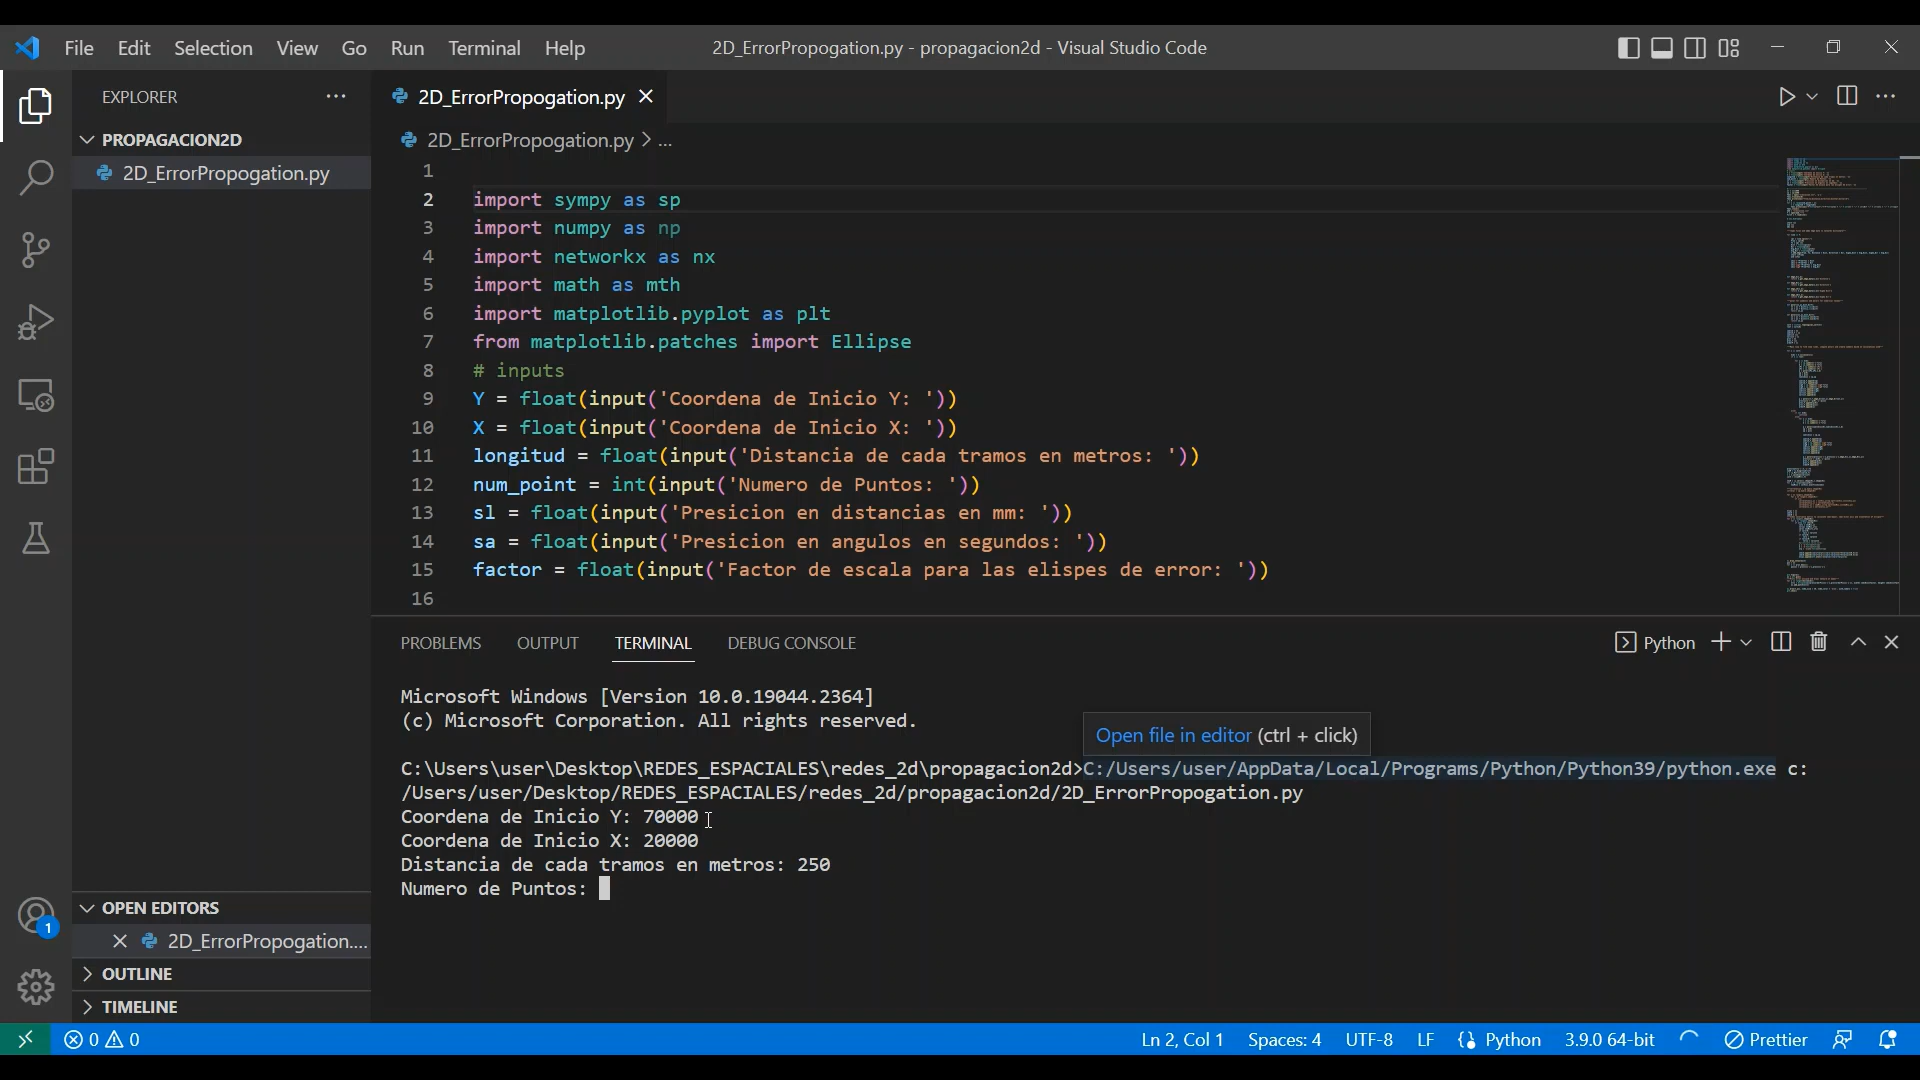 File Edit Selection View Go Run Terminal Help 2D_ErrorPropogation.py - propagacion2d - Visual Studio Code
EXPLORER
PROPAGACION2D
2D_ErrorPropogation.py
2D_ErrorPropogation.py
2D_ErrorPropogation.py > ...
1
2 import sympy as sp
3 import numpy as np
4 import networkx as nx
5 import math as mth
6 import matplotlib.pyplot as plt
7 from matplotlib.patches import Ellipse
8 # inputs
9 Y = float(input('Coordena de Inicio Y: '))
10 X = float(input('Coordena de Inicio X: '))
11 longitud = float(input('Distancia de cada tramos en metros: '))
12 num_point = int(input('Numero de Puntos: '))
13 sl = float(input('Presicion en distancias en mm: '))
14 sa = float(input('Presicion en angulos en segundos: '))
15 factor = float(input('Factor de escala para las elispes de error: '))
16
PROBLEMS OUTPUT TERMINAL DEBUG CONSOLE Python
Microsoft Windows [Version 10.0.19044.2364]
(c) Microsoft Corporation. All rights reserved.
Open file in editor (ctrl + click)
C:\Users\user\Desktop\REDES_ESPACIALES\redes_2d\propagacion2d>C:/Users/user/AppData/Local/Programs/Python/Python39/python.exe c:
/Users/user/Desktop/REDES_ESPACIALES/redes_2d/propagacion2d/2D_ErrorPropogation.py
Coordena de Inicio Y: 70000
Coordena de Inicio X: 20000
Distancia de cada tramos en metros: 250
Numero de Puntos:
OPEN EDITORS
2D_ErrorPropogation....
OUTLINE
TIMELINE
1
0 0 Ln 2, Col 1 Spaces: 4 UTF-8 LF Python 3.9.0 64-bit Prettier